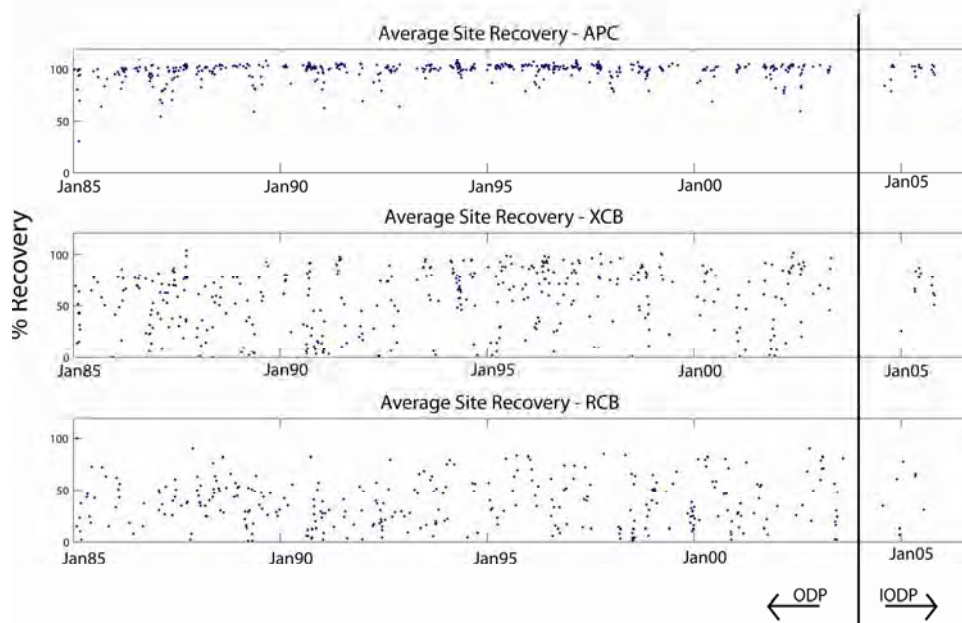 Average Site Recovery - APC
100
50
0
Jan85 Jan90 Jan95 Jan00 Jan05
Average Site Recovery - XCB
% Recovery
100
50
0
Jan85 Jan90 Jan95 Jan00 Jan05
Average Site Recovery - RCB
100
50
0
Jan85 Jan90 Jan95 Jan00 Jan05
ODP IODP